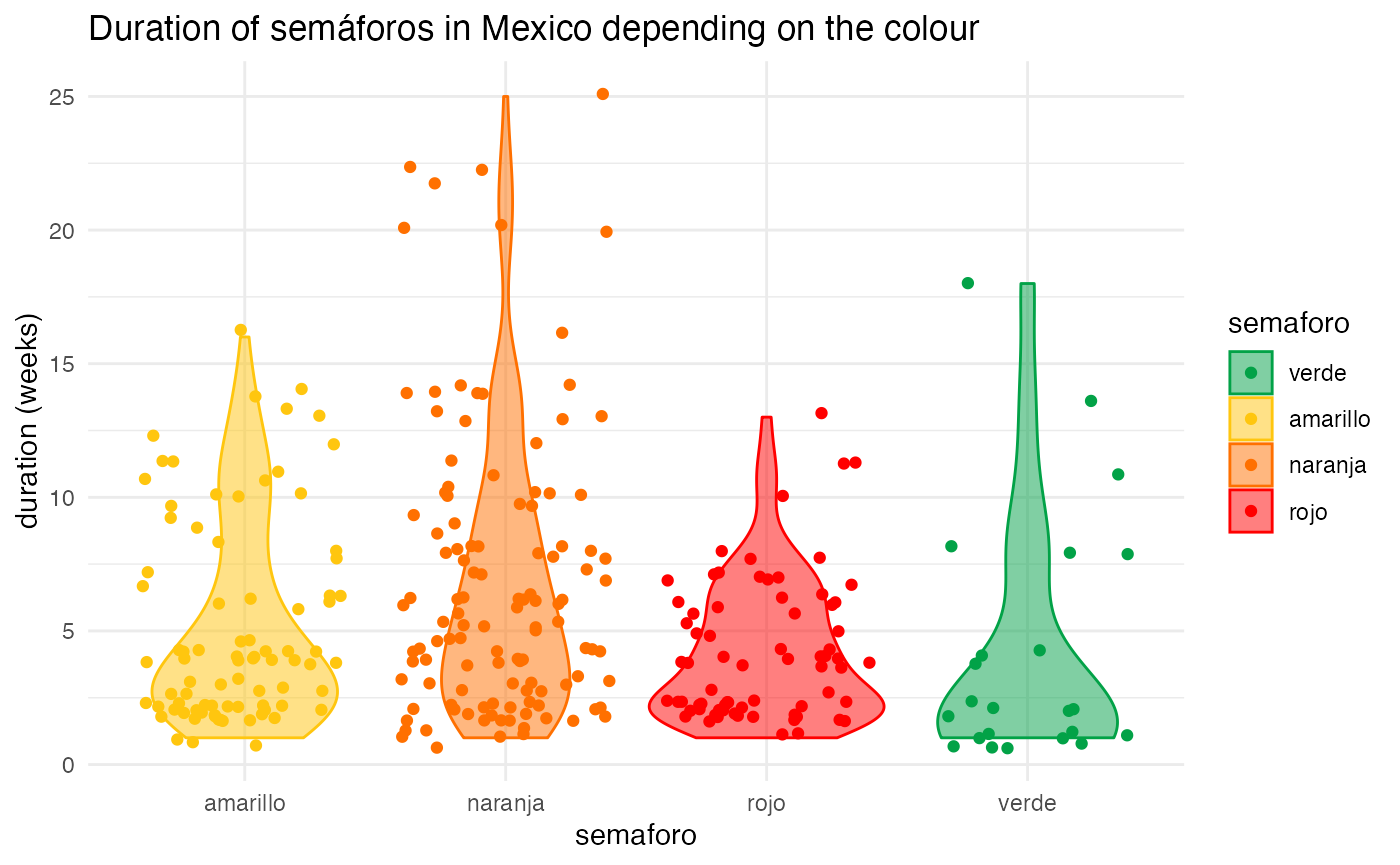 Duration of semáforos in Mexico depending on the colour
duration (weeks)
25
20
15
10
5
0
amarillo naranja rojo verde
semaforo
semaforo
verde
amarillo
naranja
rojo